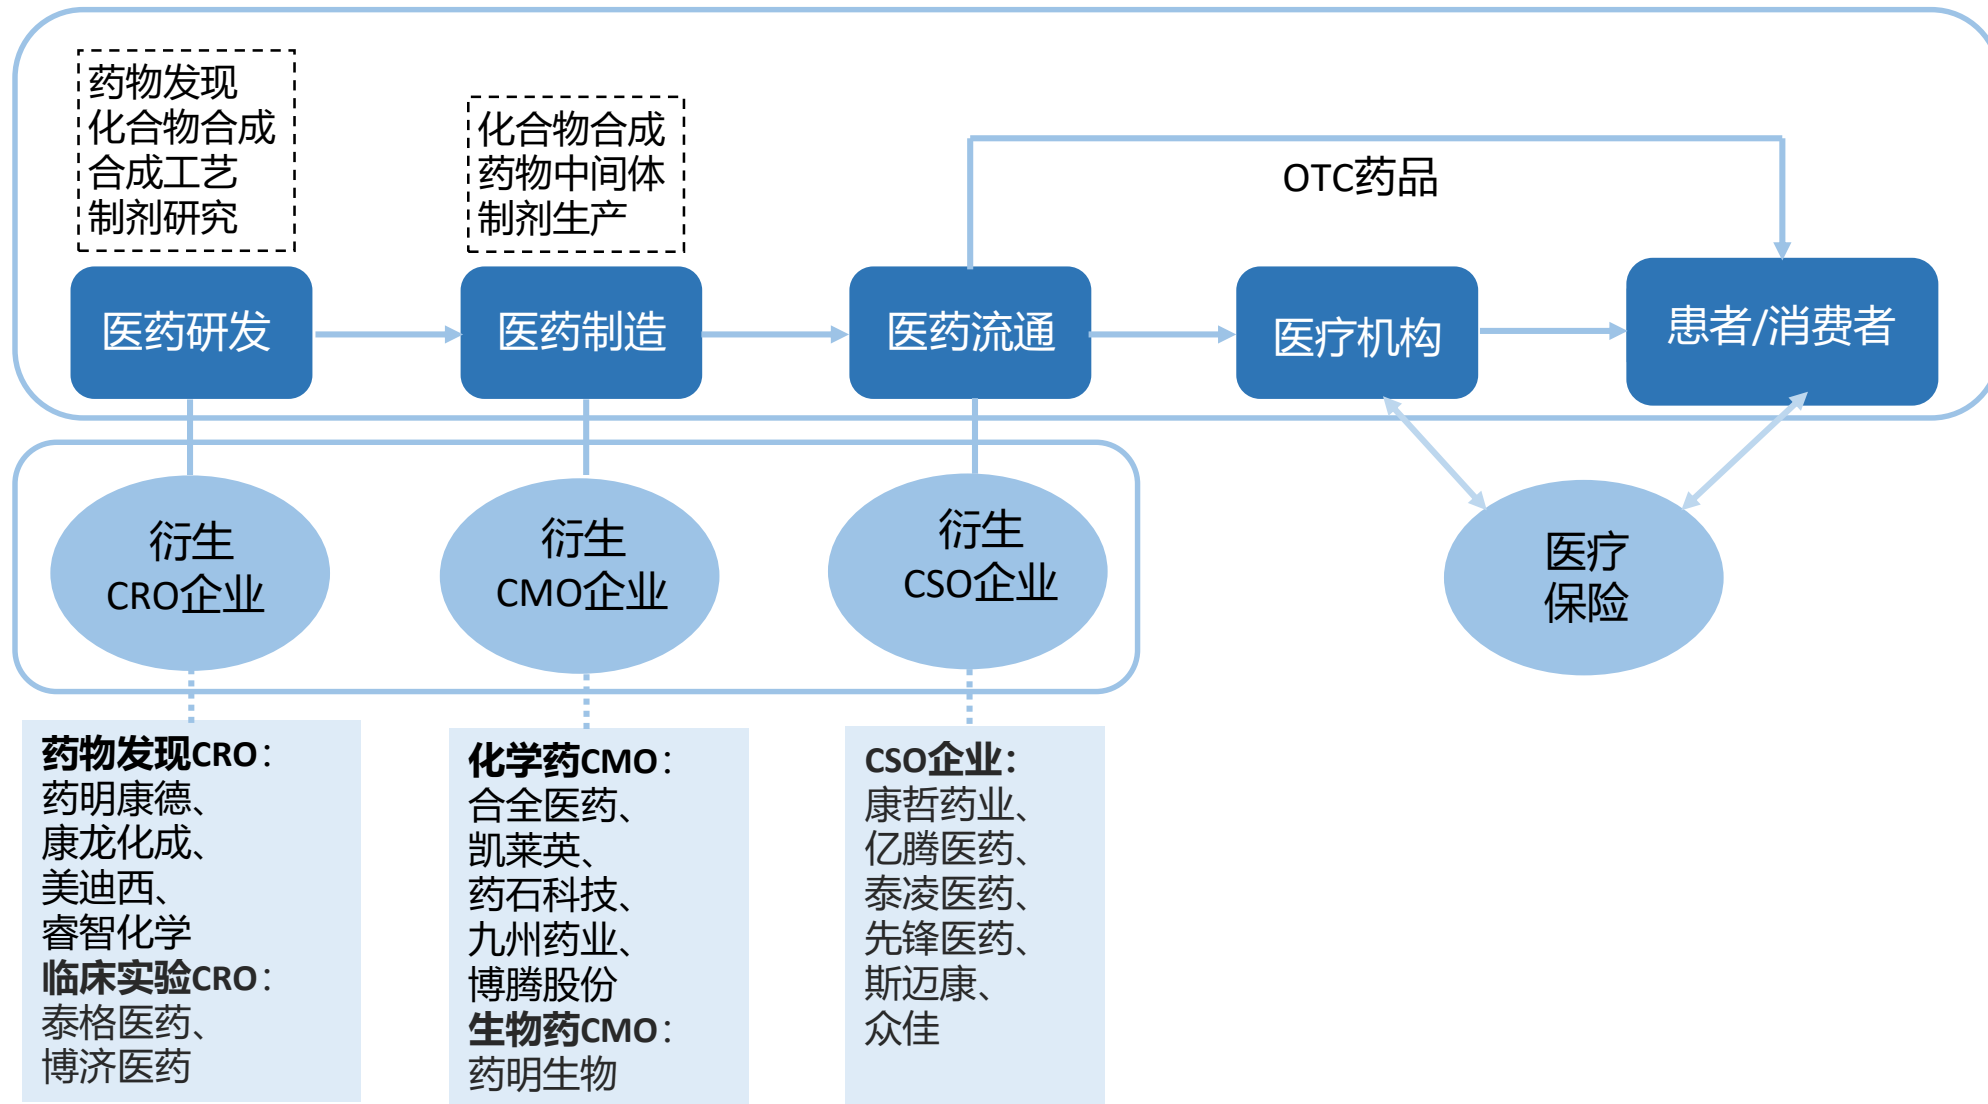 药物发现
化合物合成
合成工艺
制剂研究
化合物合成
药物中间体
制剂生产
OTC药品
医药研发
医药制造
医药流通
医疗机构
患者/消费者
衍生
CRO企业
衍生
CMO企业
衍生
CSO企业
医疗
保险
药物发现CRO：
药明康德、
康龙化成、
美迪西、
睿智化学
临床实验CRO：
泰格医药、
博济医药
化学药CMO：
合全医药、
凯莱英、
药石科技、
九州药业、
博腾股份
生物药CMO：
药明生物
CSO企业：
康哲药业、
亿腾医药、
泰凌医药、
先锋医药、
斯迈康、
众佳